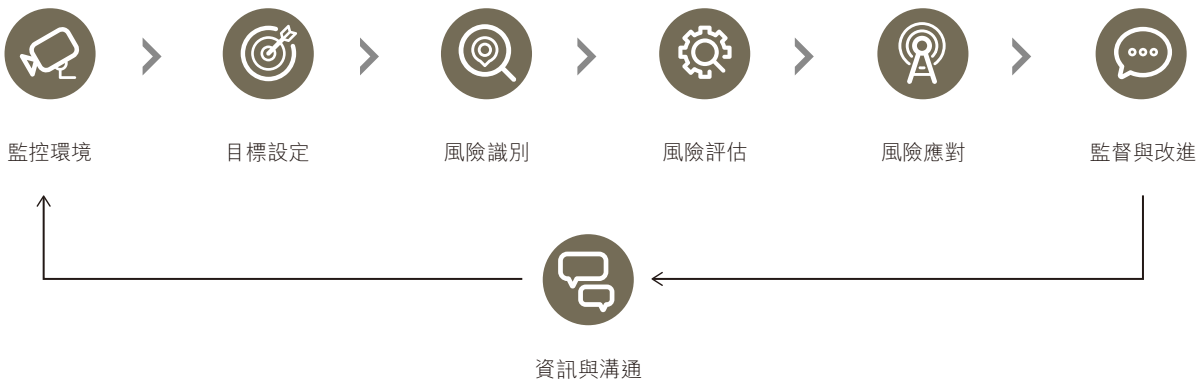 監控環境
目標設定
風險識別
風險評估
風險應對
監督與改進
資訊與溝通